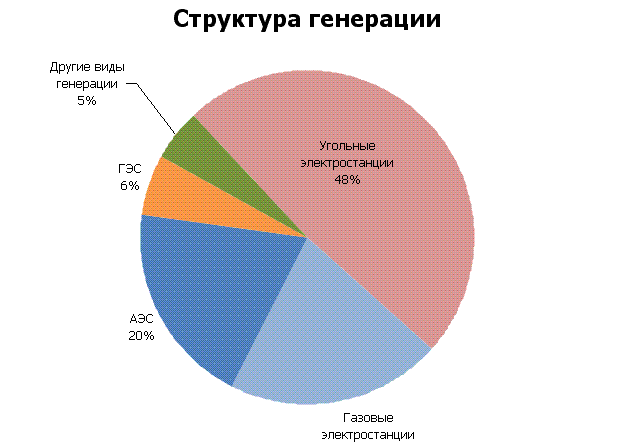 Структура генерации
Другие виды
генерации
5%
Угольные
электростанции
48%
ГЭС
6%
АЭС
20%
Газовые
электростанции